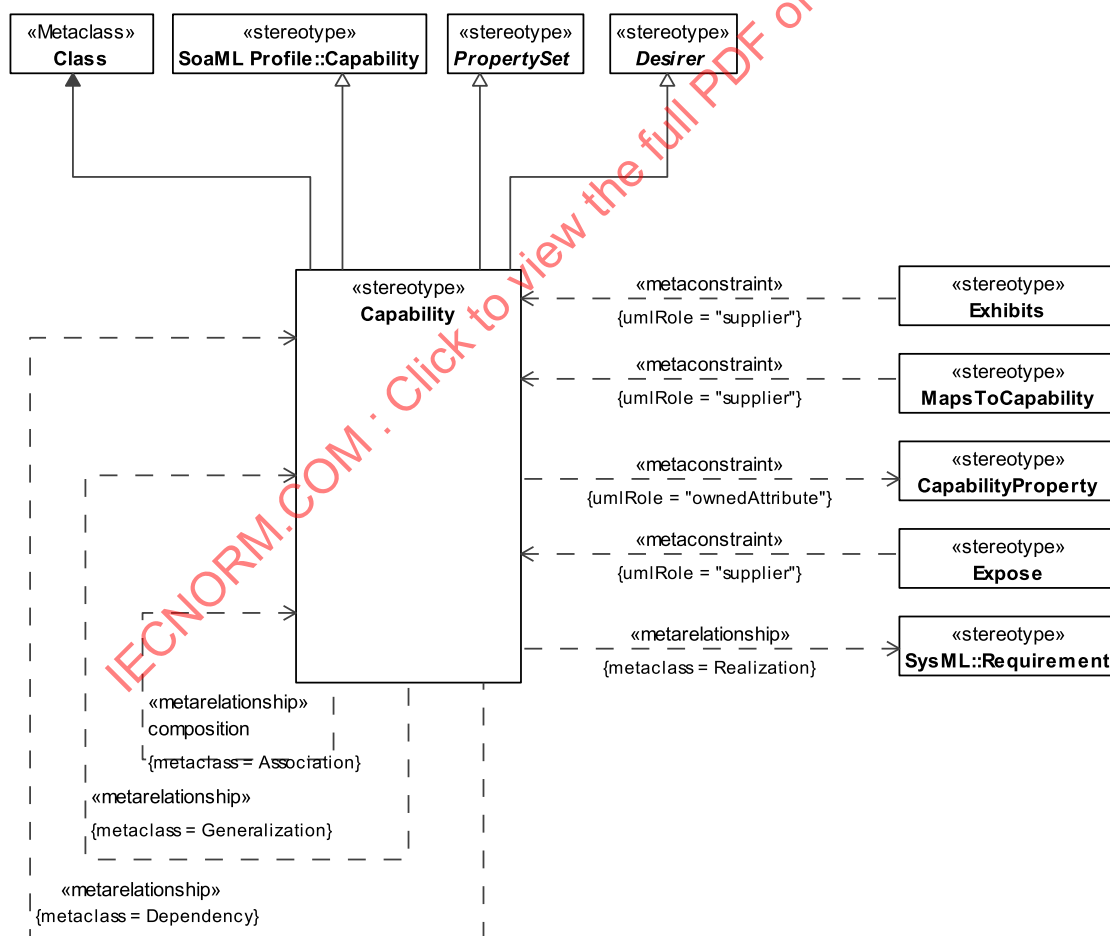 «Metaclass»
Class
«stereotype»
SoaML Profile::Capability
«stereotype»
PropertySet
«stereotype»
Desirer
«stereotype»
Capability
«metaconstraint»
{umlRole = "supplier"}
«stereotype»
Exhibits
«metaconstraint»
{umlRole = "supplier"}
«stereotype»
MapsToCapability
«metaconstraint»
{umlRole = "ownedAttribute"}
«stereotype»
CapabilityProperty
«metaconstraint»
{umlRole = "supplier"}
«stereotype»
Expose
«metarelationship»
{metaclass = Realization}
«stereotype»
SysML::Requirement
«metarelationship»
composition
{metaclass = Association}
«metarelationship»
{metaclass = Generalization}
«metarelationship»
{metaclass = Dependency}
IECNORM.COM : Click to view the full PDF of